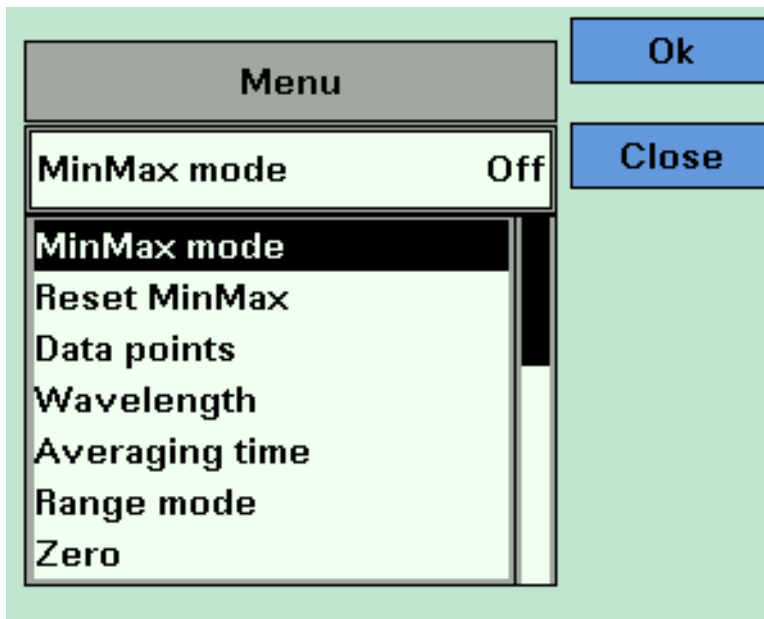 Menu
Ok
MinMax mode Off
Close
MinMax mode
Reset MinMax
Data points
Wavelength
Averaging time
Range mode
Zero